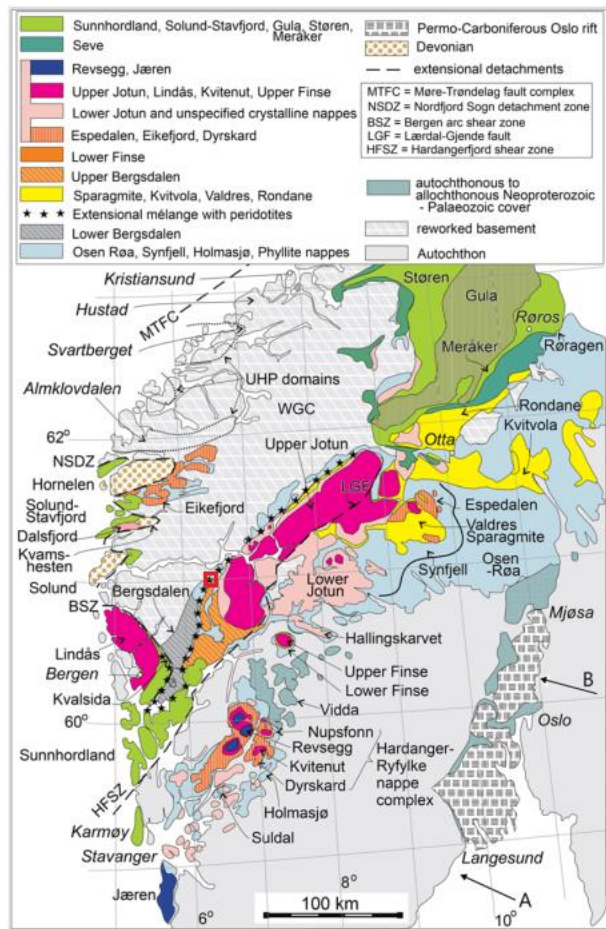 Sunnhordland, Solund-Stavfjord, Gula, Støren,
Meråker
Seve
Revsegg, Jæren
Upper Jotun, Lindås, Kvitenut, Upper Finse
Lower Jotun and unspecified crystalline nappes
Espedalen, Eikefjord, Dyrskard
Lower Finse
Upper Bergsdalen
Sparagmite, Kvitvola, Valdres, Rondane
Extensional mélange with peridotites
Lower Bergsdalen
Osen Røa, Synfjell, Holmasjø, Phyllite nappes
Permo-Carboniferous Oslo rift
Devonian
extensional detachments
MTFC = Møre-Trøndelag fault complex
NSDZ = Nordfjord Sogn detachment zone
BSZ = Bergen arc shear zone
LGF = Lærdal-Gjende fault
HFSZ = Hardangerfjord shear zone
autochthonous to
allochthonous Neoproterozoic
- Palaeozoic cover
reworked basement
Autochthon
Kristiansund
Hustad
MTFC
Svartberget
Almklovdalen
UHP domains
WGC
62°
NSDZ
Hornelen
Solund-
Stavfjord
Dalsfjord
Kvams-
hesten
Solund
Eikefjord
Støren
Gula
Røros
Meråker
Røragen
Rondane
Kvitvola
Otta
Upper Jotun
LGF
Espedalen
Valdres
Sparagmite
Synfjell
Osen
-Røa
Lower
Jotun
Bergsdalen
BSZ
Lindås
Bergen
Kvalsida
60°
Sunnhordland
HFSZ
Karmøy
Stavanger
Jæren
Hallingskarvet
Upper Finse
Lower Finse
Vidda
Nupsfonn
Revsegg
Kvitenut
Dyrskard
Hardanger-
Ryfylke
nappe
complex
Holmasjø
Suldal
Mjøsa
B
Oslo
Langesund
A
6°
8°
10°
100 km